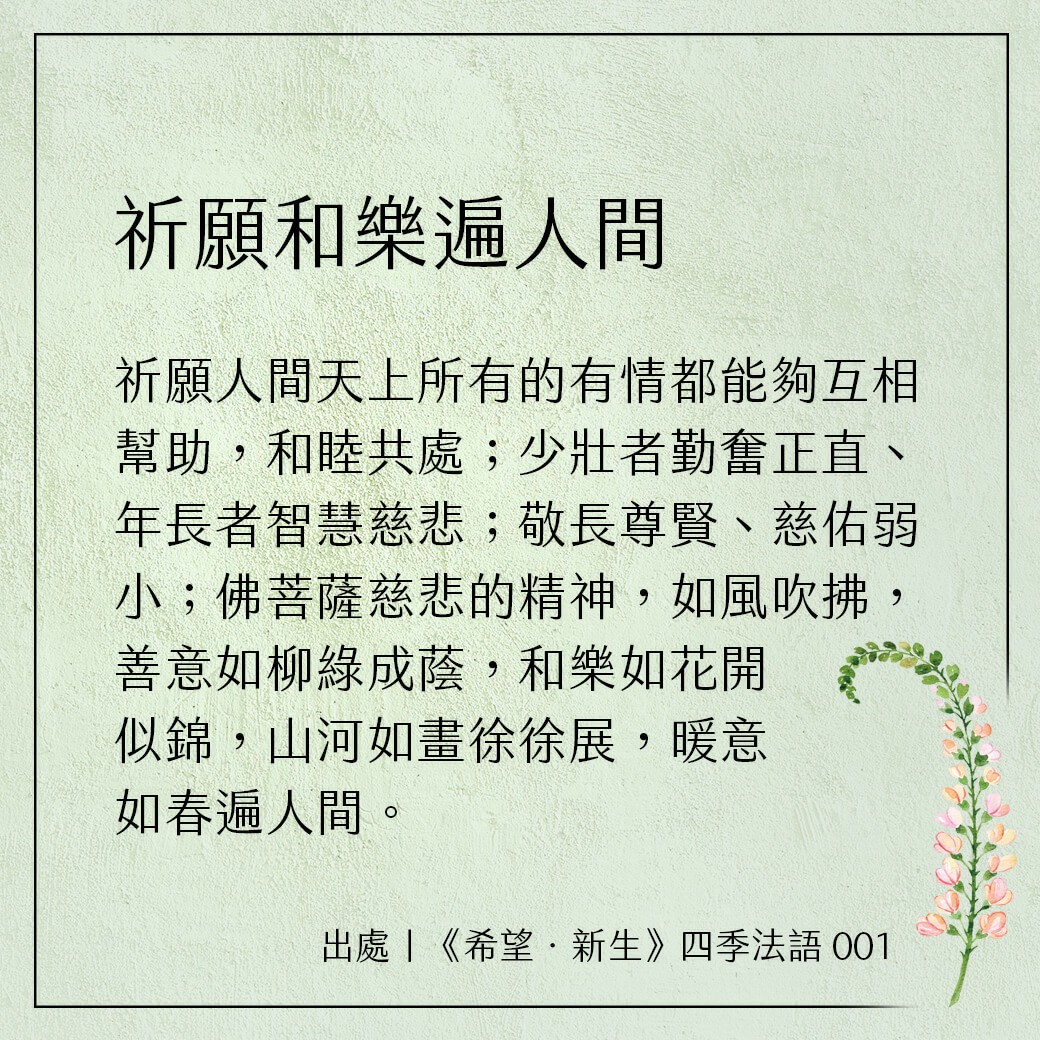 祈願和樂遍人間
祈願人間天上所有的有情都能夠互相
幫助，和睦共處；少壯者勤奮正直、
年長者智慧慈悲；敬長尊賢、慈佑弱
小；佛菩薩慈悲的精神，如風吹拂，
善意如柳綠成蔭，和樂如花開
似錦，山河如畫徐徐展，暖意
如春遍人間。
出處｜《希望．新生》四季法語 001